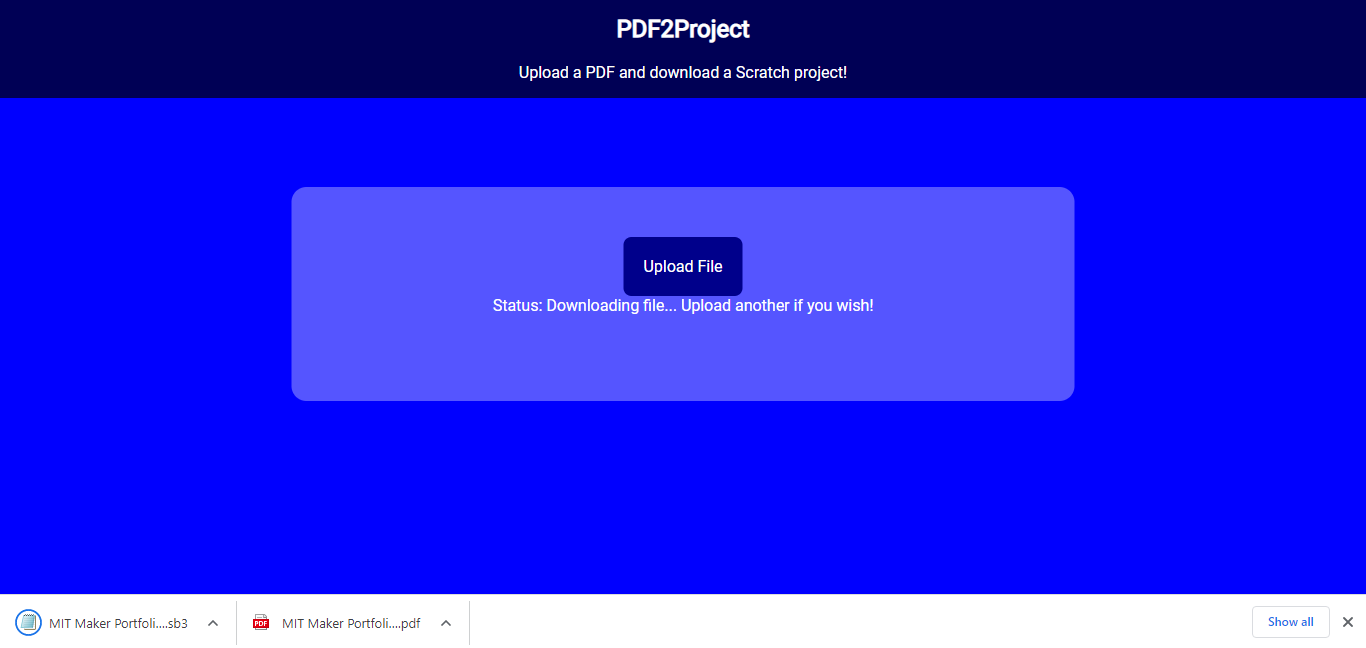 PDF2Project
Upload a PDF and download a Scratch project!
Upload File
Status: Downloading file... Upload another if you wish!
MIT Maker Portfoli....sb3
PDF
MIT Maker Portfoli....pdf
Show all